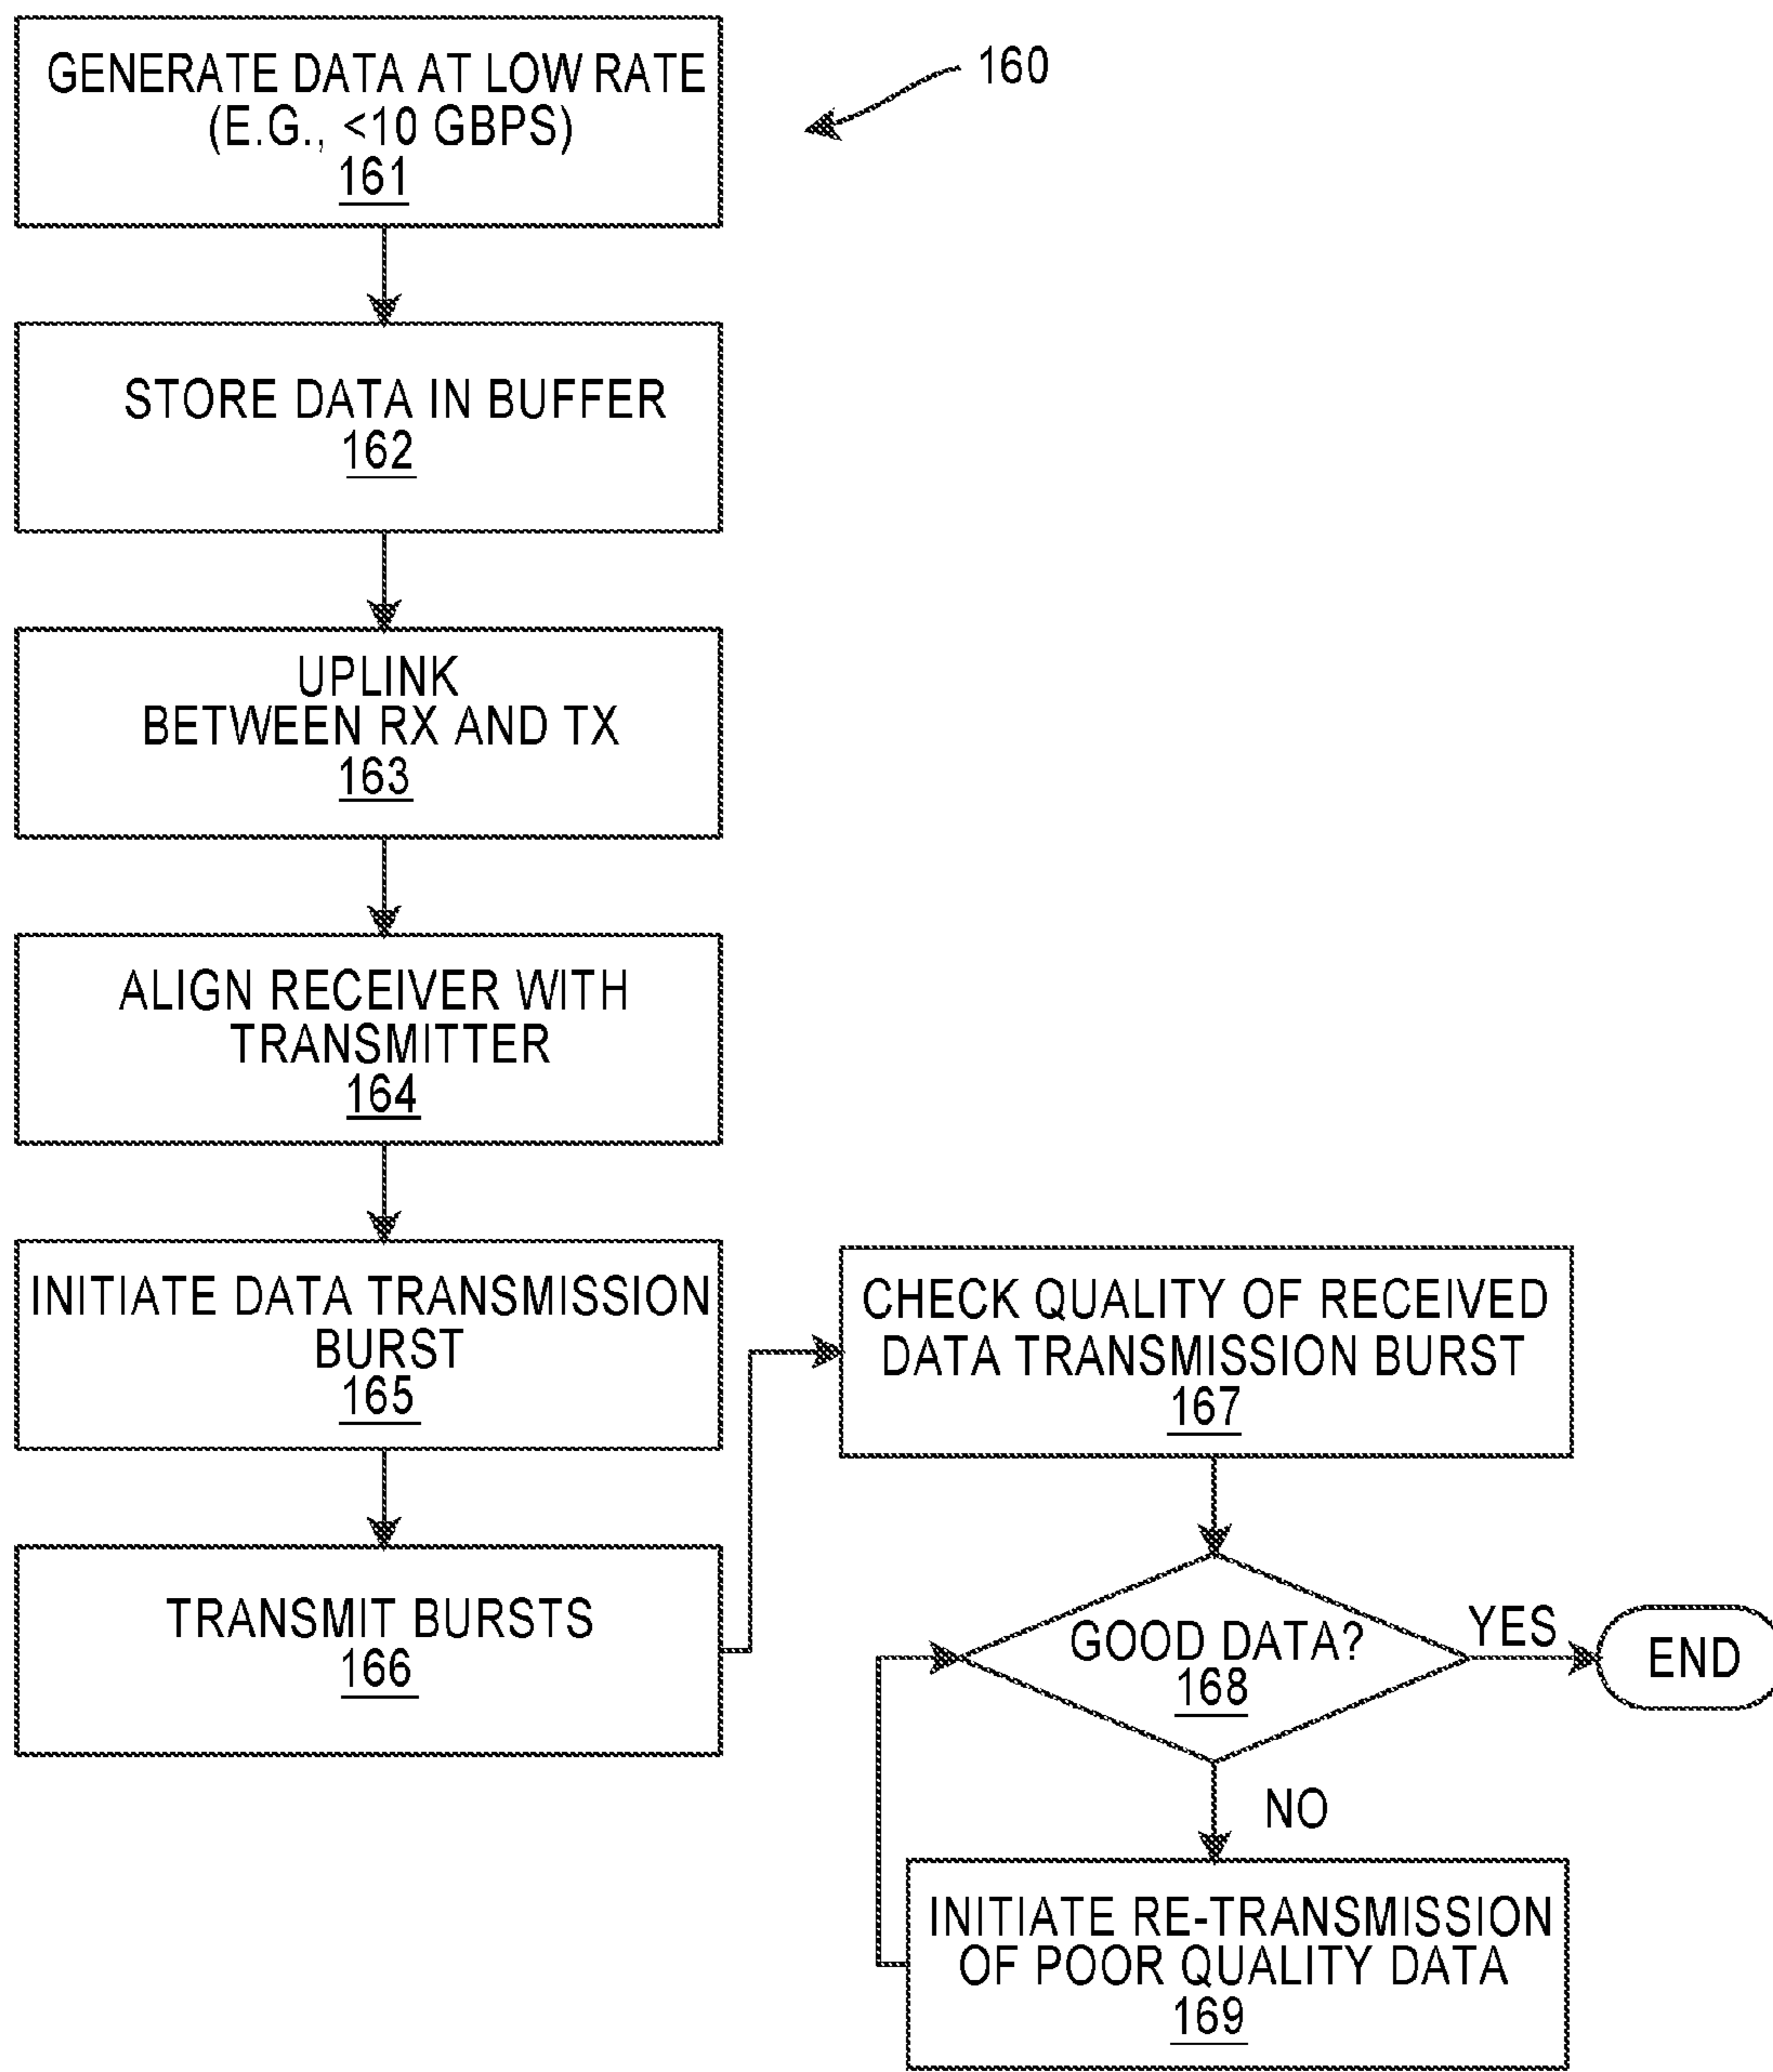 GENERATE DATA AT LOW RATE
(E.G., <10 GBPS)
161
160
STORE DATA IN BUFFER
162
UPLINK
BETWEEN RX AND TX
163
ALIGN RECEIVER WITH
TRANSMITTER
164
INITIATE DATA TRANSMISSION
BURST
165
TRANSMIT BURSTS
166
CHECK QUALITY OF RECEIVED
DATA TRANSMISSION BURST
167
GOOD DATA?
168
YES
END
NO
INITIATE RE-TRANSMISSION
OF POOR QUALITY DATA
169